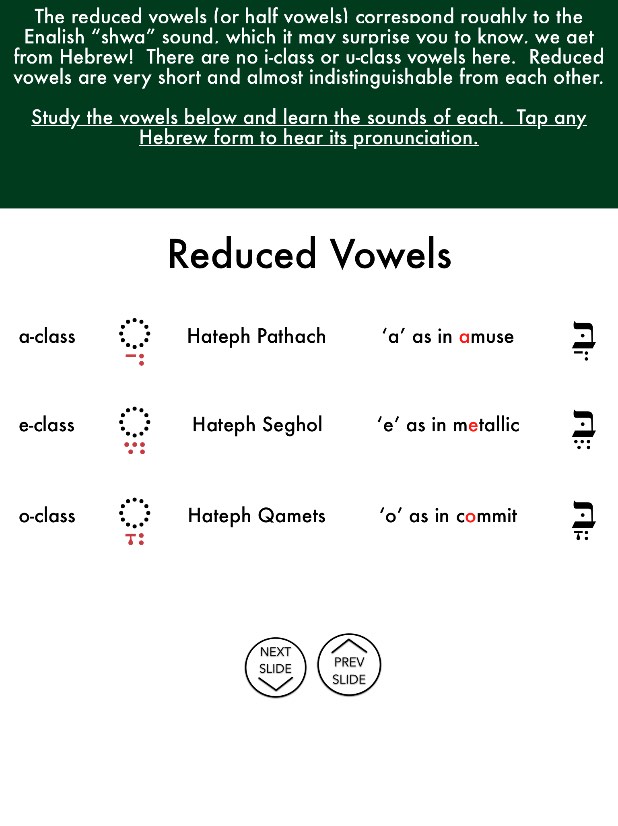 The reduced vowels (or half vowels) correspond roughly to the
English “shwa” sound, which it may surprise you to know, we get
from Hebrew!  There are no i-class or u-class vowels here.  Reduced
vowels are very short and almost indistinguishable from each other.
Study the vowels below and learn the sounds of each.  Tap any
Hebrew form to hear its pronunciation.
Reduced Vowels
a-class ◌ֲ Hateph Pathach ‘a’ as in amuse בֲּ
e-class ◌ֱ Hateph Seghol ‘e’ as in metallic בֱּ
o-class ◌ֳ Hateph Qamets ‘o’ as in commit בֳּ
NEXT
SLIDE
PREV
SLIDE